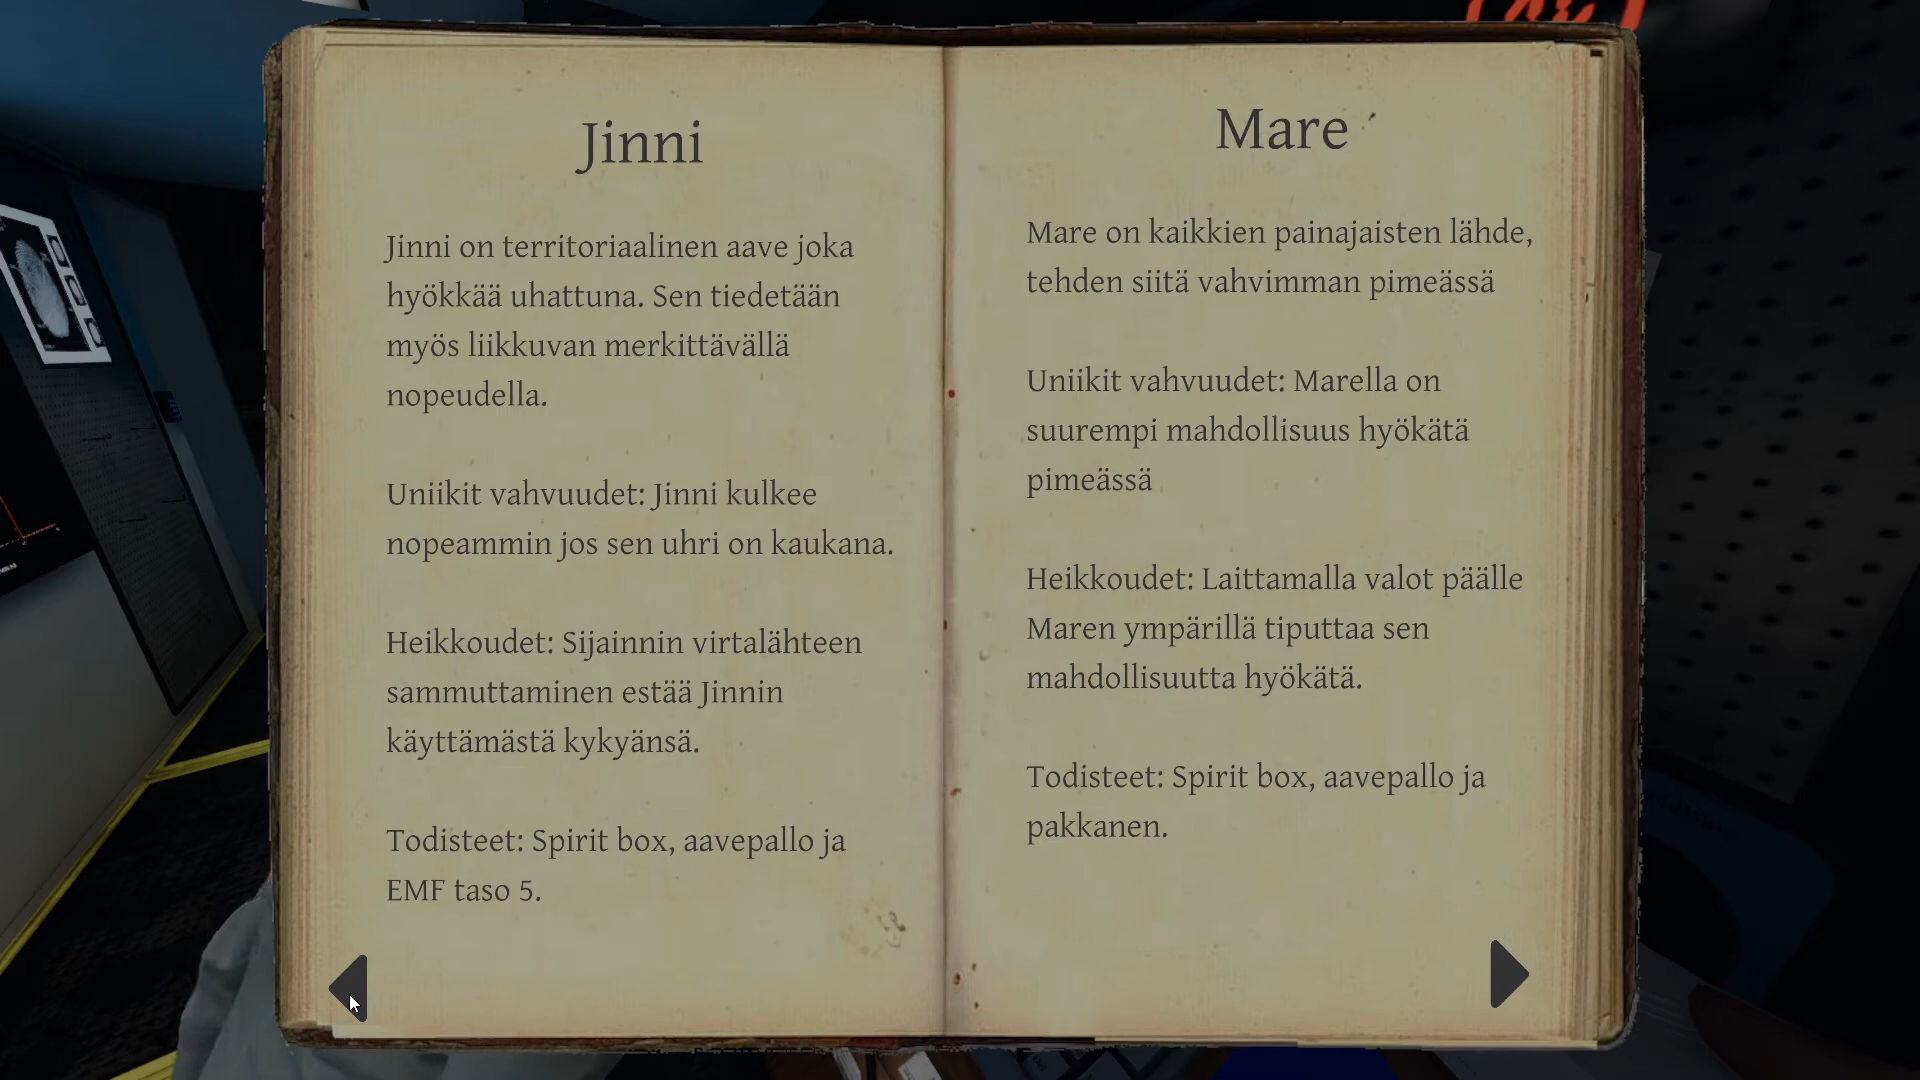 Jinni
Jinni on territoriaalinen aave joka
hyökkää uhattuna. Sen tiedetään
myös liikkuvan merkittävällä
nopeudella.
Uniikit vahvuudet: Jinni kulkee
nopeammin jos sen uhri on kaukana.
Heikkoudet: Sijainnin virtalähteen
sammuttaminen estää Jinnin
käyttämästä kykyänsä.
Todisteet: Spirit box, aavepallo ja
EMF taso 5.
Mare
Mare on kaikkien painajaisten lähde,
tehden siitä vahvimman pimeässä
Uniikit vahvuudet: Marella on
suurempi mahdollisuus hyökätä
pimeässä
Heikkoudet: Laittamalla valot päälle
Maren ympärillä tiputtaa sen
mahdollisuutta hyökätä.
Todisteet: Spirit box, aavepallo ja
pakkanen.